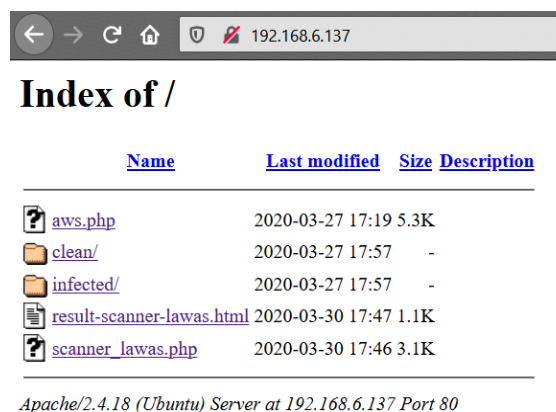 192.168.6.137
Index of /
Name Last modified Size Description
aws.php 2020-03-27 17:19 5.3K
clean/ 2020-03-27 17:57 -
infected/ 2020-03-27 17:57 -
result-scanner-lawas.html 2020-03-30 17:47 1.1K
scanner_lawas.php 2020-03-30 17:46 3.1K
Apache/2.4.18 (Ubuntu) Server at 192.168.6.137 Port 80